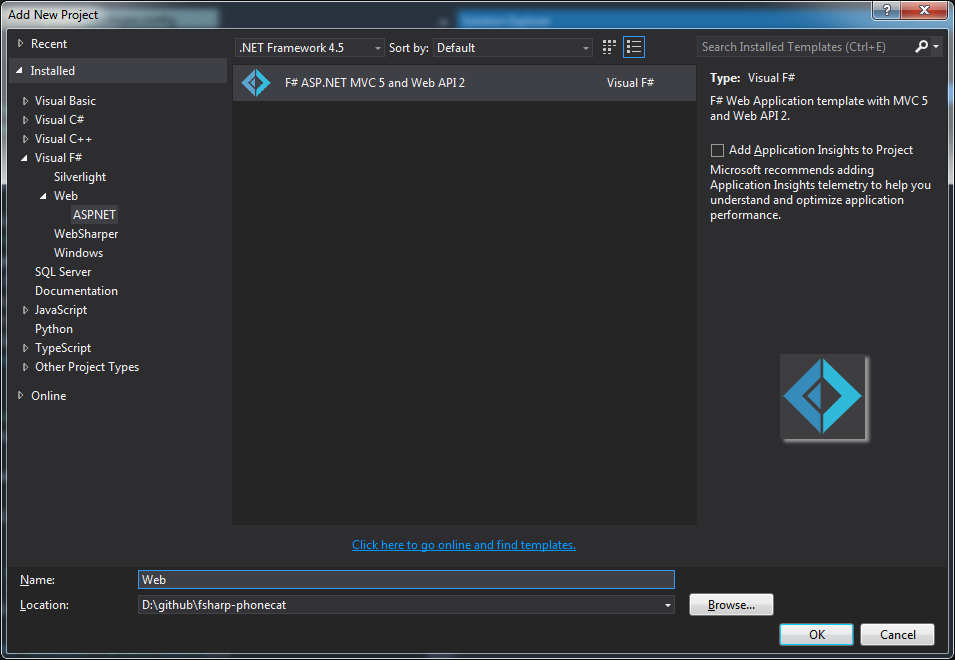 Add New Project
Solution Explorer
?
Recent
Installed
Visual Basic
Visual C#
Visual C++
Visual F#
Silverlight
Web
ASPNET
WebSharper
Windows
SQL Server
Documentation
JavaScript
Python
TypeScript
Other Project Types
Online
.NET Framework 4.5
Sort by:
Default
F# ASP.NET MVC 5 and Web API 2
Visual F#
Click here to go online and find templates.
Search Installed Templates (Ctrl+E)
Type: Visual F#
F# Web Application template with MVC 5
and Web API 2.
Add Application Insights to Project
Microsoft recommends adding
Application Insights telemetry to help you
understand and optimize application
performance.
Name:
Web
Location:
D:\github\fsharp-phonecat
Browse...
OK
Cancel